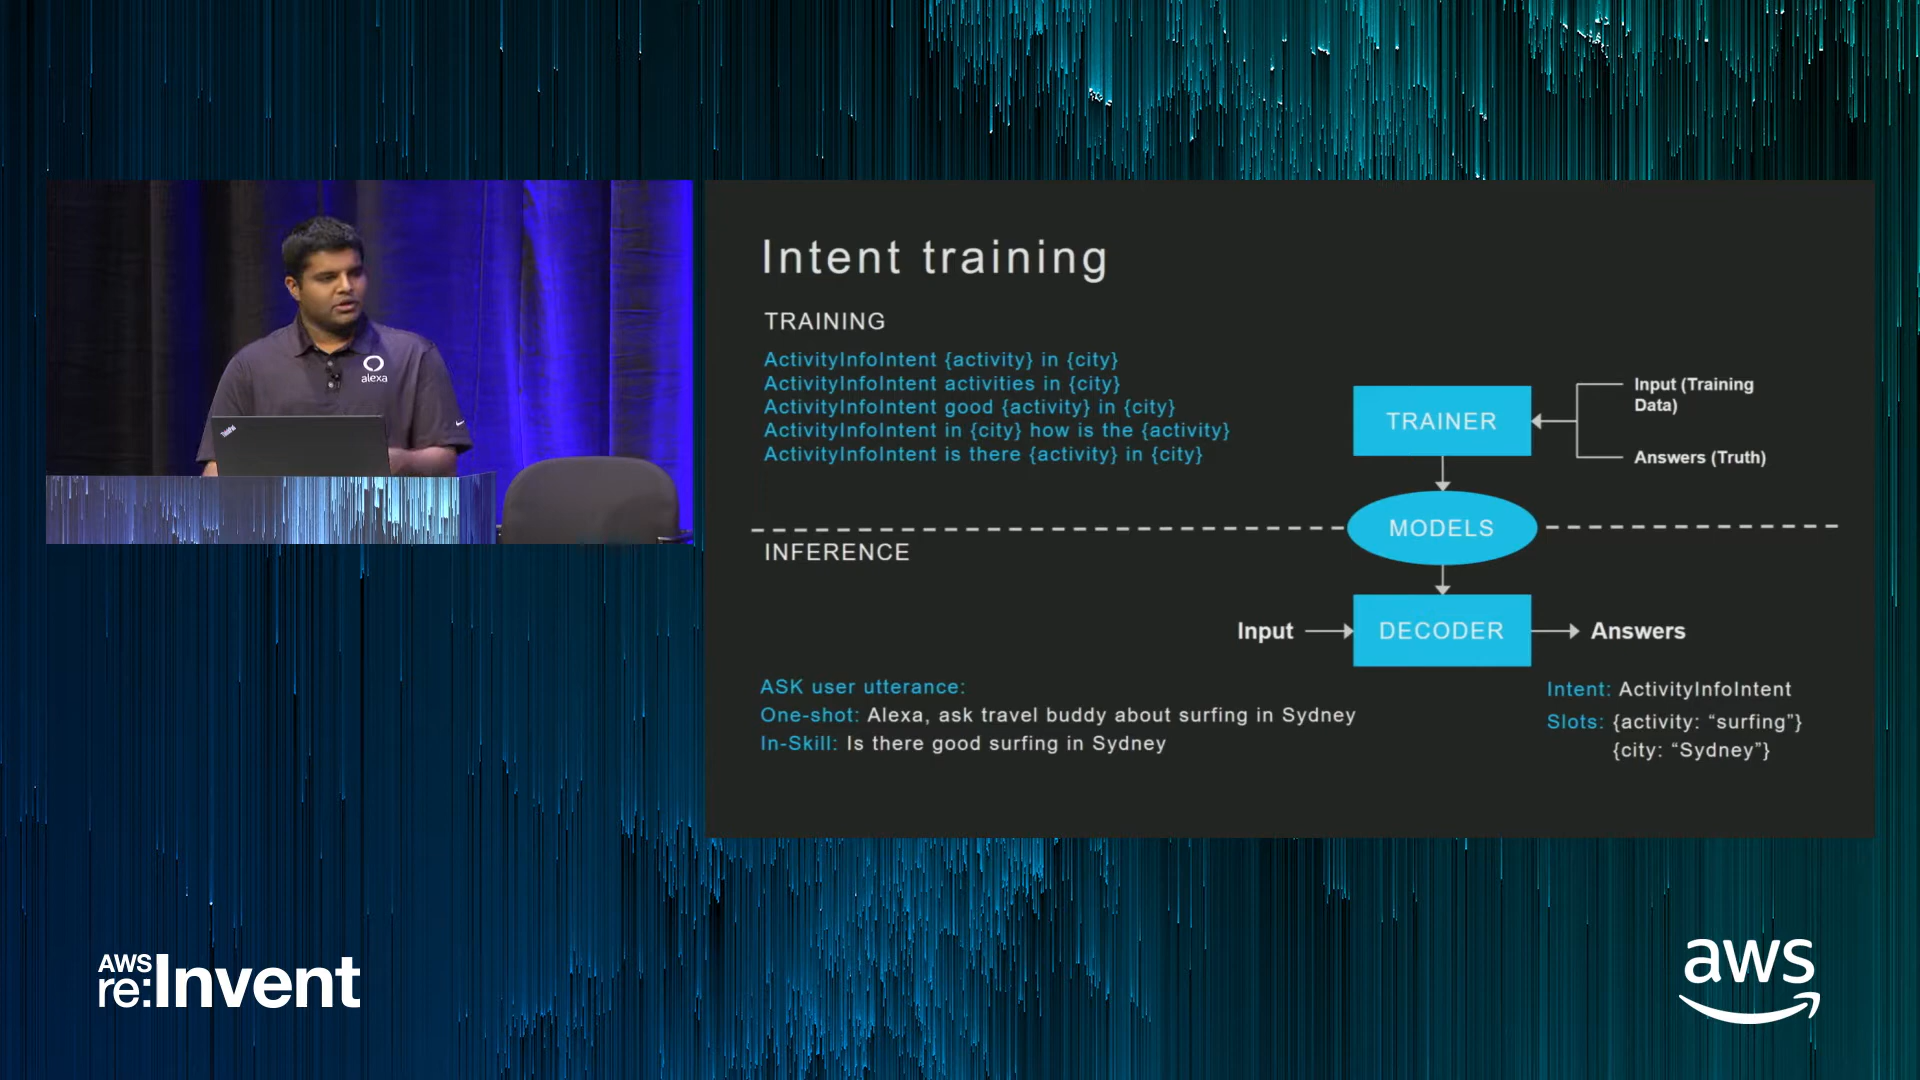 alexa
ThinkPad
Intent training
TRAINING
ActivityInfoIntent {activity} in {city}
ActivityInfoIntent activities in {city}
ActivityInfoIntent good {activity} in {city}
ActivityInfoIntent in {city} how is the {activity}
ActivityInfoIntent is there {activity} in {city}
TRAINER
Input (Training
Data)
Answers (Truth)
MODELS
INFERENCE
Input
DECODER
Answers
ASK user utterance:
One-shot: Alexa, ask travel buddy about surfing in Sydney
In-Skill: Is there good surfing in Sydney
Intent: ActivityInfoIntent
Slots: {activity: “surfing”}
{city: “Sydney”}
AWS
re:Invent
aws